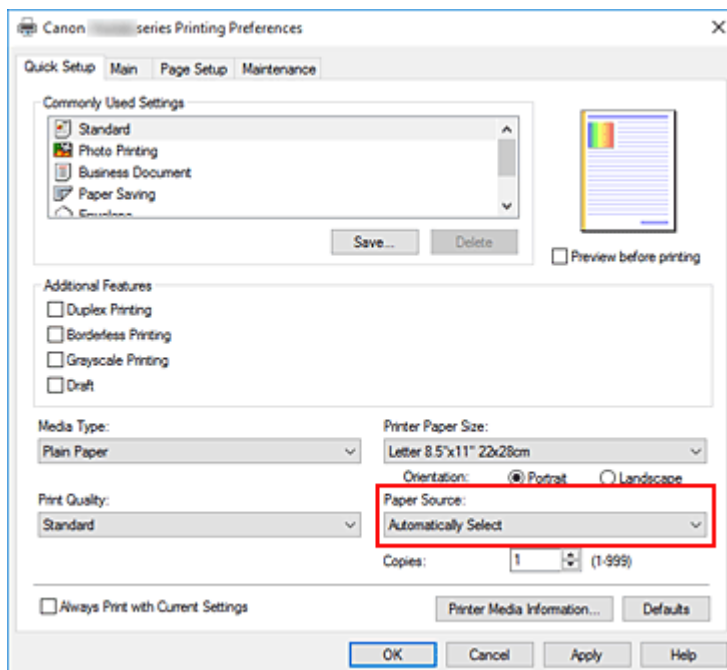 Canon series Printing Preferences
Quick Setup Main Page Setup Maintenance
Commonly Used Settings
Standard
Photo Printing
Business Document
Paper Saving
Envelope
Save... Delete
Preview before printing
Additional Features
Duplex Printing
Borderless Printing
Grayscale Printing
Draft
Media Type: Printer Paper Size:
Plain Paper Letter 8.5"x11" 22x28cm
Orientation: Portrait Landscape
Print Quality: Paper Source:
Standard Automatically Select
Copies: 1 (1-999)
Always Print with Current Settings Printer Media Information... Defaults
OK Cancel Apply Help